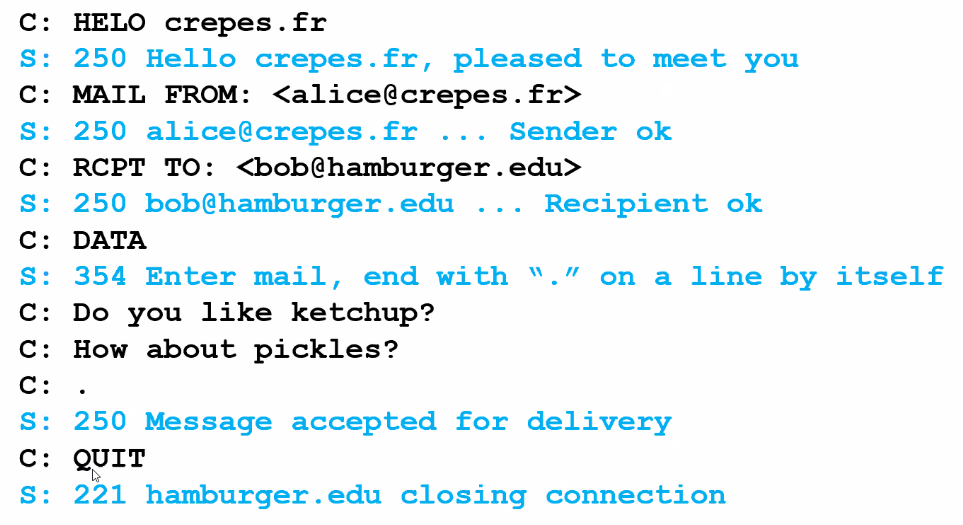 C: HELO crepes.fr
S: 250 Hello crepes.fr, pleased to meet you
C: MAIL FROM: <alice@crepes.fr>
S: 250 alice@crepes.fr ... Sender ok
C: RCPT TO: <bob@hamburger.edu>
S: 250 bob@hamburger.edu ... Recipient ok
C: DATA
S: 354 Enter mail, end with “.” on a line by itself
C: Do you like ketchup?
C: How about pickles?
C: .
S: 250 Message accepted for delivery
C: QUIT
S: 221 hamburger.edu closing connection